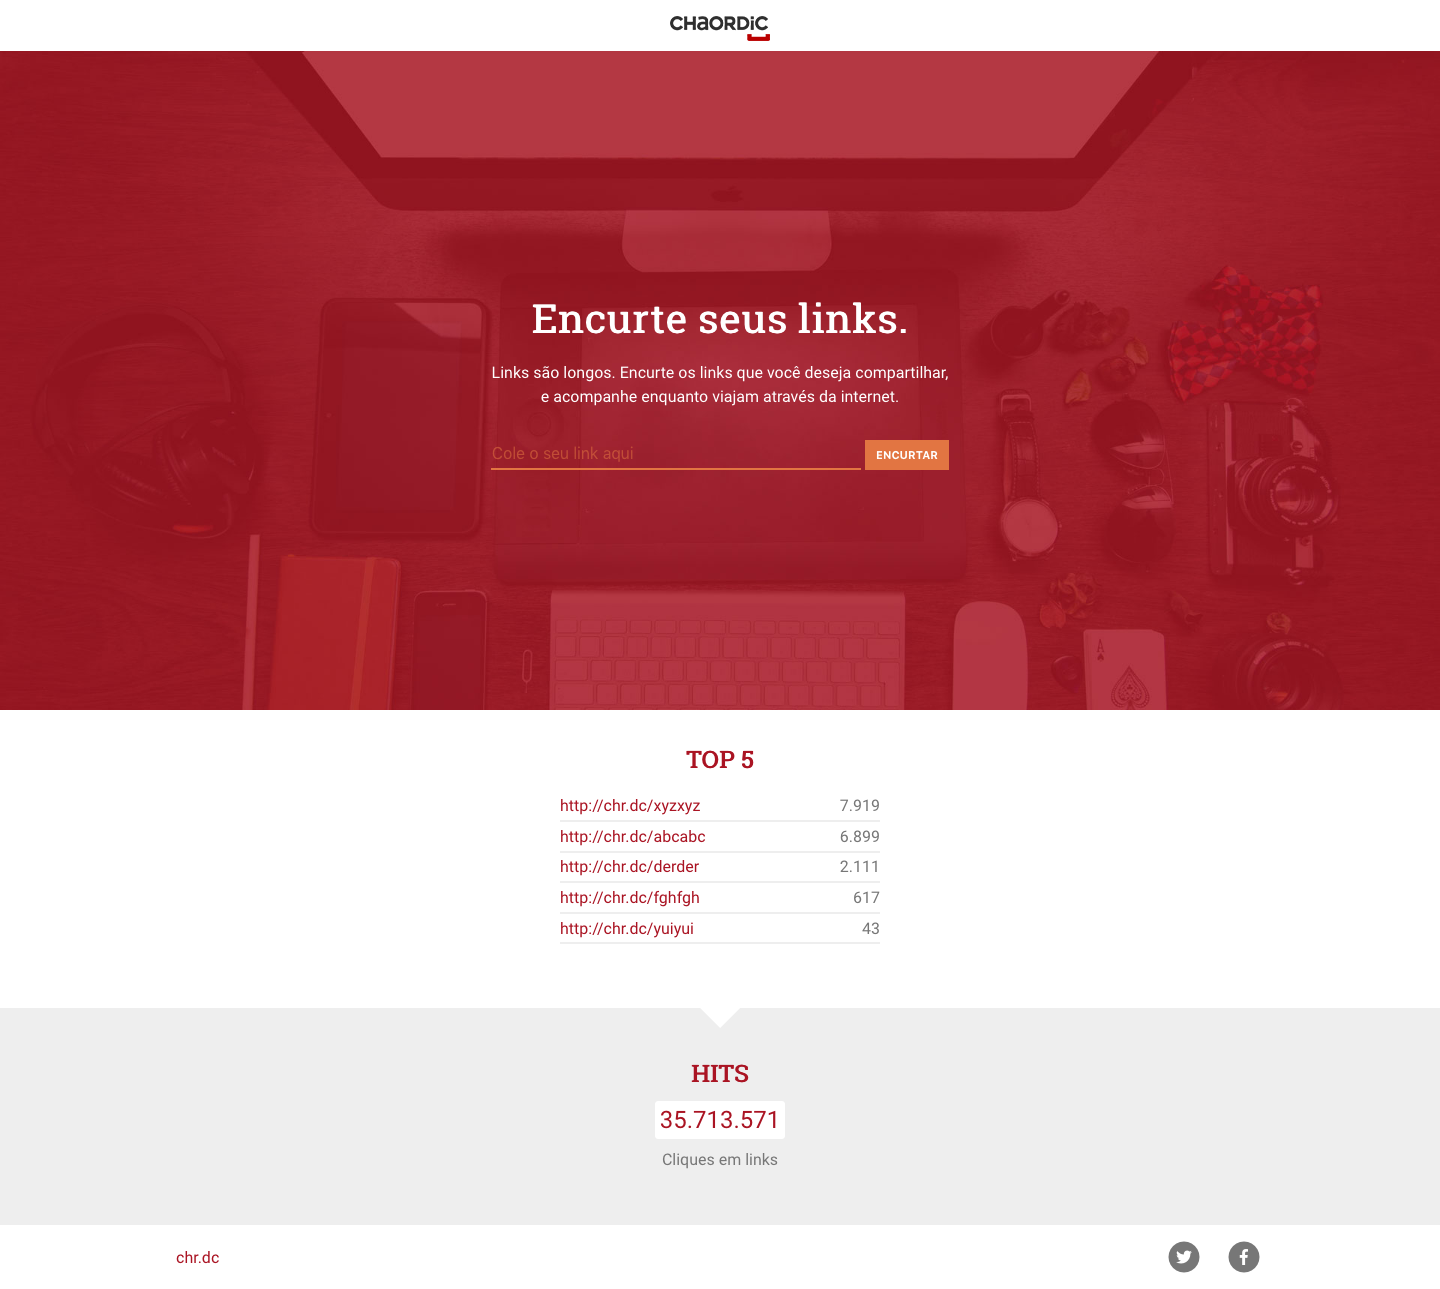 CHAORDIC
Encurte seus links.
Links são longos. Encurte os links que você deseja compartilhar,
e acompanhe enquanto viajam através da internet.
Cole o seu link aqui
ENCURTAR
A
TOP 5
http://chr.dc/xyzxyz 7.919
http://chr.dc/abcabc 6.899
http://chr.dc/derder 2.111
http://chr.dc/fghfgh 617
http://chr.dc/yuiyui 43
HITS
35.713.571
Cliques em links
chr.dc